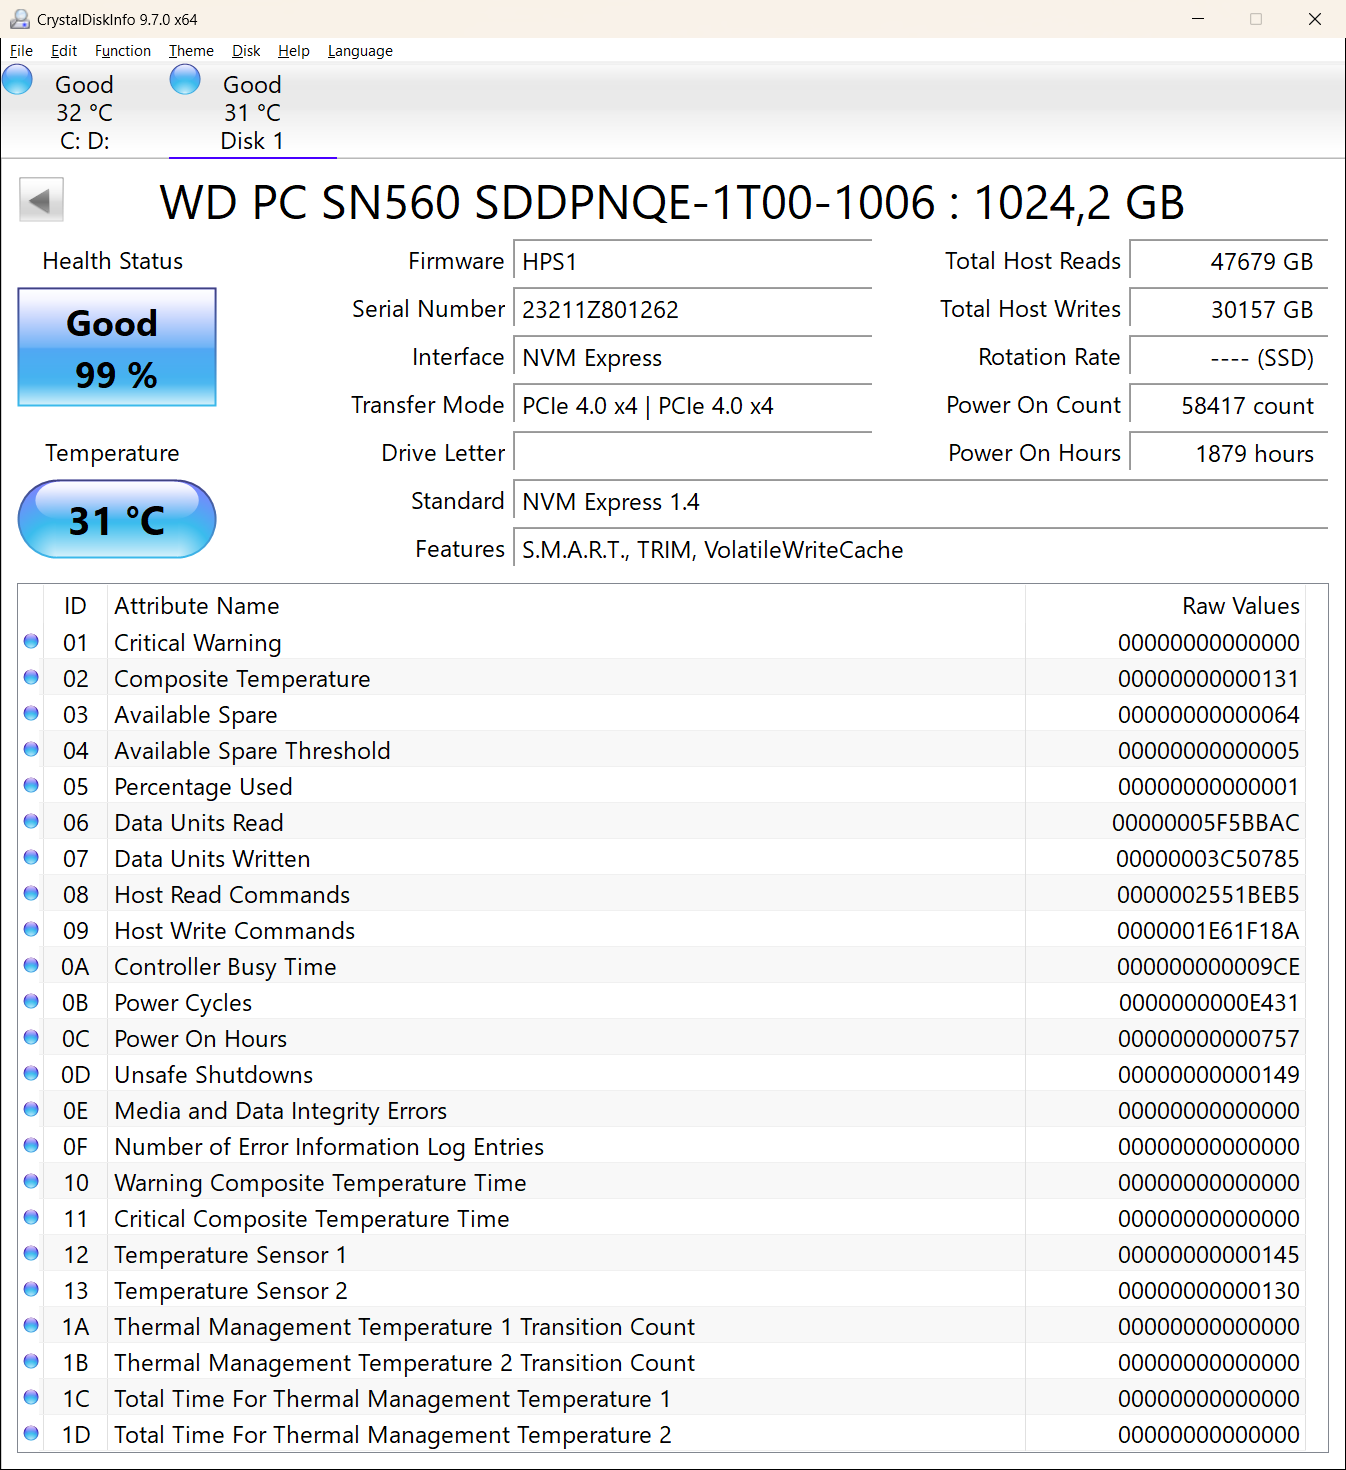 CrystalDiskInfo 9.7.0 x64
File Edit Function Theme Disk Help Language
Good
32 °C
C: D:
Good
31 °C
Disk 1
WD PC SN560 SDDPNQE-1T00-1006 : 1024,2 GB
Health Status
Good
99 %
Temperature
31 °C
Firmware HPS1
Serial Number 23211Z801262
Interface NVM Express
Transfer Mode PCIe 4.0 x4 | PCIe 4.0 x4
Drive Letter
Standard NVM Express 1.4
Features S.M.A.R.T., TRIM, VolatileWriteCache
Total Host Reads 47679 GB
Total Host Writes 30157 GB
Rotation Rate ---- (SSD)
Power On Count 58417 count
Power On Hours 1879 hours
ID Attribute Name Raw Values
01 Critical Warning 00000000000000
02 Composite Temperature 00000000000131
03 Available Spare 00000000000064
04 Available Spare Threshold 00000000000005
05 Percentage Used 00000000000001
06 Data Units Read 00000005F5BBAC
07 Data Units Written 00000003C50785
08 Host Read Commands 0000002551BEB5
09 Host Write Commands 0000001E61F18A
0A Controller Busy Time 000000000009CE
0B Power Cycles 0000000000E431
0C Power On Hours 00000000000757
0D Unsafe Shutdowns 00000000000149
0E Media and Data Integrity Errors 00000000000000
0F Number of Error Information Log Entries 00000000000000
10 Warning Composite Temperature Time 00000000000000
11 Critical Composite Temperature Time 00000000000000
12 Temperature Sensor 1 00000000000145
13 Temperature Sensor 2 00000000000130
1A Thermal Management Temperature 1 Transition Count 00000000000000
1B Thermal Management Temperature 2 Transition Count 00000000000000
1C Total Time For Thermal Management Temperature 1 00000000000000
1D Total Time For Thermal Management Temperature 2 00000000000000